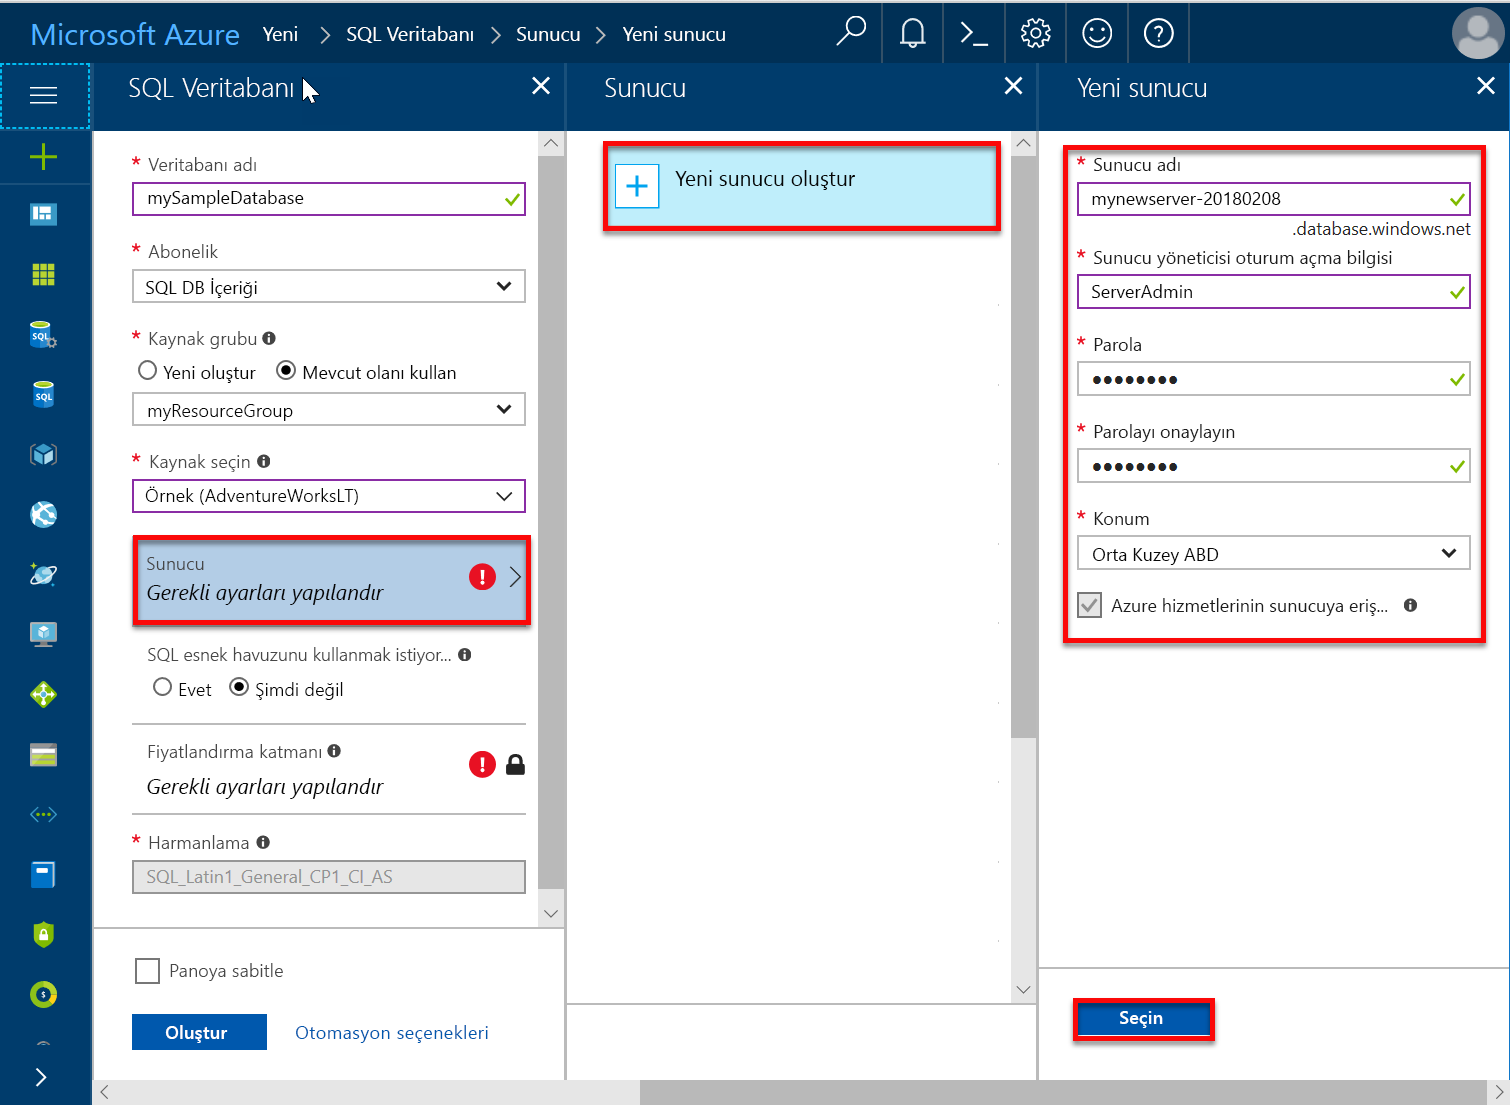 Microsoft Azure Yeni > SQL Veritabanı > Sunucu > Yeni sunucu
SQL Veritabanı
* Veritabanı adı
mySampleDatabase
* Abonelik
SQL DB İçeriği
* Kaynak grubu
Yeni oluştur Mevcut olanı kullan
myResourceGroup
* Kaynak seçin
Örnek (AdventureWorksLT)
Sunucu
Gerekli ayarları yapılandır
SQL esnek havuzunu kullanmak istiyor...
Evet Şimdi değil
Fiyatlandırma katmanı
Gerekli ayarları yapılandır
* Harmanlama
SQL_Latin1_General_CP1_CI_AS
Panoya sabitle
Oluştur Otomasyon seçenekleri
Sunucu
Yeni sunucu oluştur
Yeni sunucu
* Sunucu adı
mynewserver-20180208
.database.windows.net
* Sunucu yöneticisi oturum açma bilgisi
ServerAdmin
* Parola
••••••••
* Parolayı onaylayın
••••••••
* Konum
Orta Kuzey ABD
Azure hizmetlerinin sunucuya eriş...
Seçin
SQL
SQL